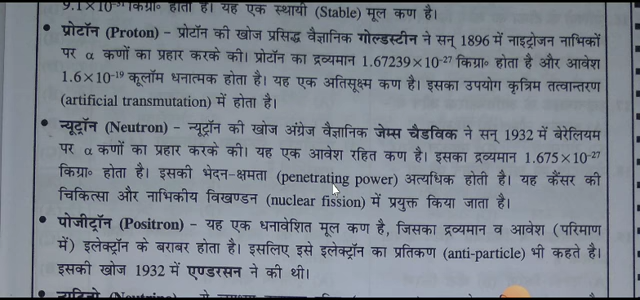 9.1×10⁻³¹ किग्रा० होता है। यह एक स्थायी (Stable) मूल कण है।
• प्रोटॉन (Proton) – प्रोटॉन की खोज प्रसिद्ध वैज्ञानिक गोल्डस्टीन ने सन् 1896 में नाइट्रोजन नाभिकों
पर α कणों का प्रहार करके की। प्रोटॉन का द्रव्यमान 1.67239×10⁻²⁷ किग्रा० होता है और आवेश
1.6×10⁻¹⁹ कूलॉम धनात्मक होता है। यह एक अतिसूक्ष्म कण है। इसका उपयोग कृत्रिम तत्वान्तरण
(artificial transmutation) में होता है।
• न्यूट्रॉन (Neutron) – न्यूट्रॉन की खोज अंग्रेज वैज्ञानिक जेम्स चैडविक ने सन् 1932 में बेरेलियम
पर α कणों का प्रहार करके की। यह एक आवेश रहित कण है। इसका द्रव्यमान 1.675×10⁻²⁷
किग्रा० होता है। इसकी भेदन-क्षमता (penetrating power) अत्यधिक होती है। यह कैंसर की
चिकित्सा और नाभिकीय विखण्डन (nuclear fission) में प्रयुक्त किया जाता है।
• पोजीट्रॉन (Positron) – यह एक धनावेशित मूल कण है, जिसका द्रव्यमान व आवेश (परिमाण
में) इलेक्ट्रॉन के बराबर होता है। इसलिए इसे इलेक्ट्रॉन का प्रतिकण (anti-particle) भी कहते है।
इसकी खोज 1932 में एण्डरसन ने की थी।